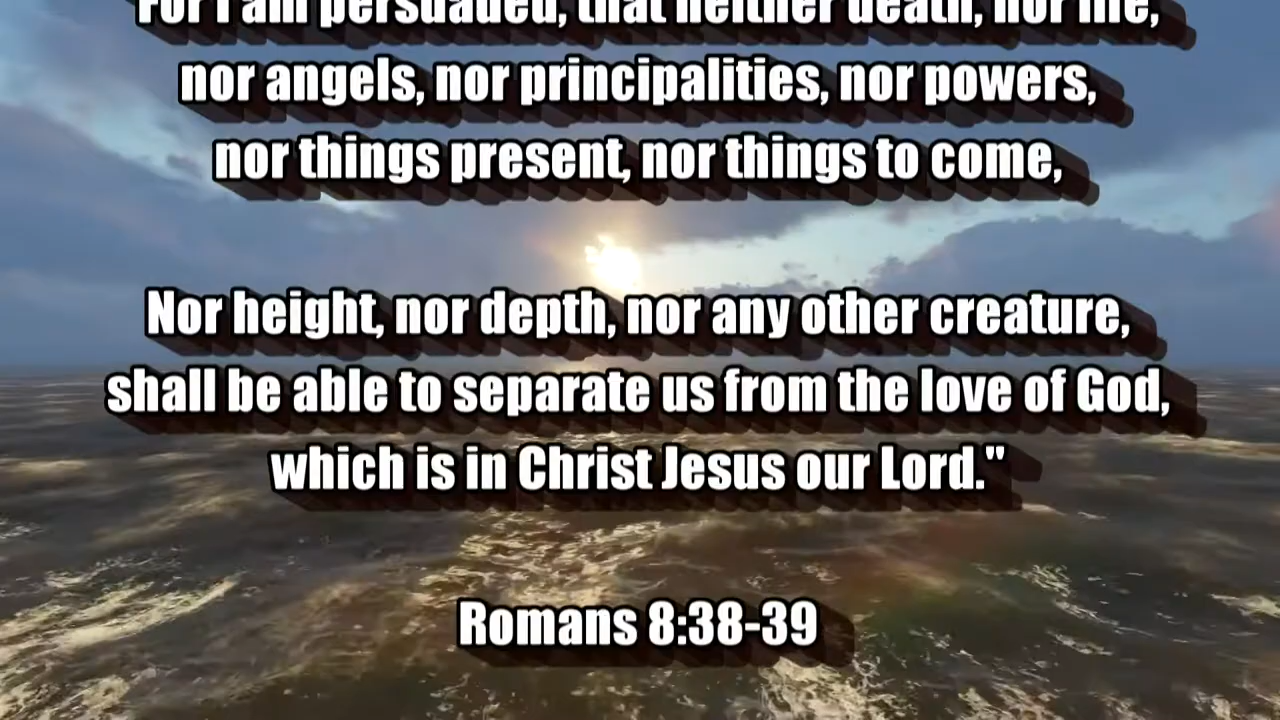 For I am persuaded, that neither death, nor life,
nor angels, nor principalities, nor powers,
nor things present, nor things to come,
Nor height, nor depth, nor any other creature,
shall be able to separate us from the love of God,
which is in Christ Jesus our Lord."
Romans 8:38-39